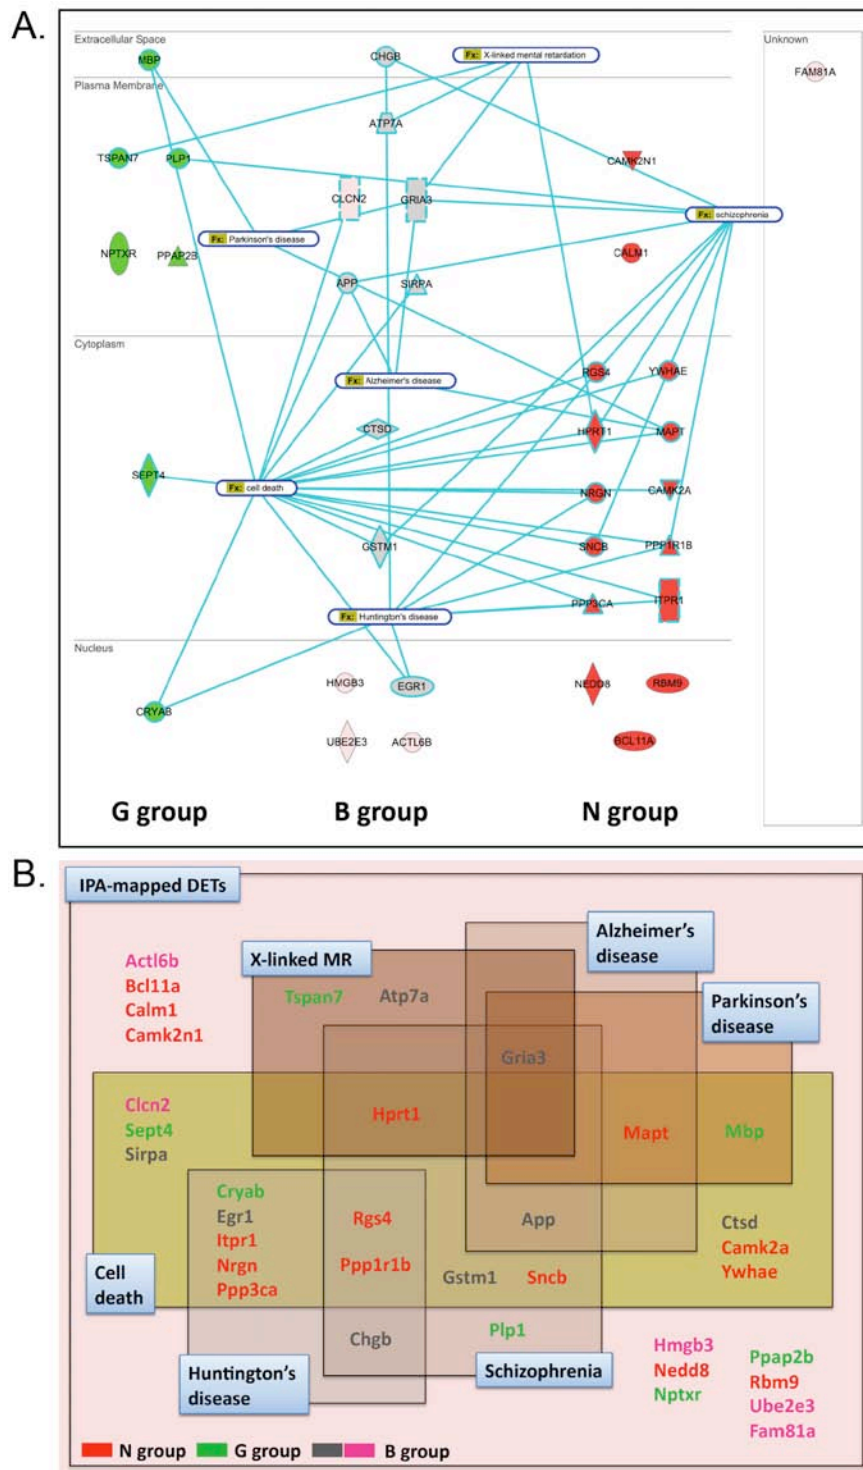 A.
Extracellular Space
Unknown
MBP
CHGB
Fx: X-linked mental retardation
FAM81A
Plasma Membrane
ATP7A
TSPAN7
PLP1
CAMK2N1
CLCN2
GRIA3
Fx: schizophrenia
Fx: Parkinson's disease
NPTXR
PPAP2B
CALM1
APP
SIRPA
Cytoplasm
RGS4
YWHAE
Fx: Alzheimer's disease
CTSD
HPRT1
MAPT
SEPT4
Fx: cell death
NRGN
CAMK2A
GSTM1
SNCB
PPP1R1B
PPP3CA
ITPR1
Fx: Huntington's disease
Nucleus
HMGB3
EGR1
NEDD8
RBM9
CRYAB
UBE2E3
ACTL6B
BCL11A
G group
B group
N group
B.
IPA-mapped DETs
Alzheimer's
disease
X-linked MR
Actl6b
Bcl11a
Calm1
Camk2n1
Tspan7
Atp7a
Parkinson's
disease
Gria3
Clcn2
Sept4
Sirpa
Hprt1
Mapt
Mbp
Cryab
Egr1
Itpr1
Nrgn
Ppp3ca
Rgs4
Ppp1r1b
App
Gstm1
Sncb
Ctsd
Camk2a
Ywhae
Cell
death
Chgb
Plp1
Huntington's
disease
Schizophrenia
Hmgb3
Nedd8
Nptxr
Ppap2b
Rbm9
Ube2e3
Fam81a
N group
G group
B group